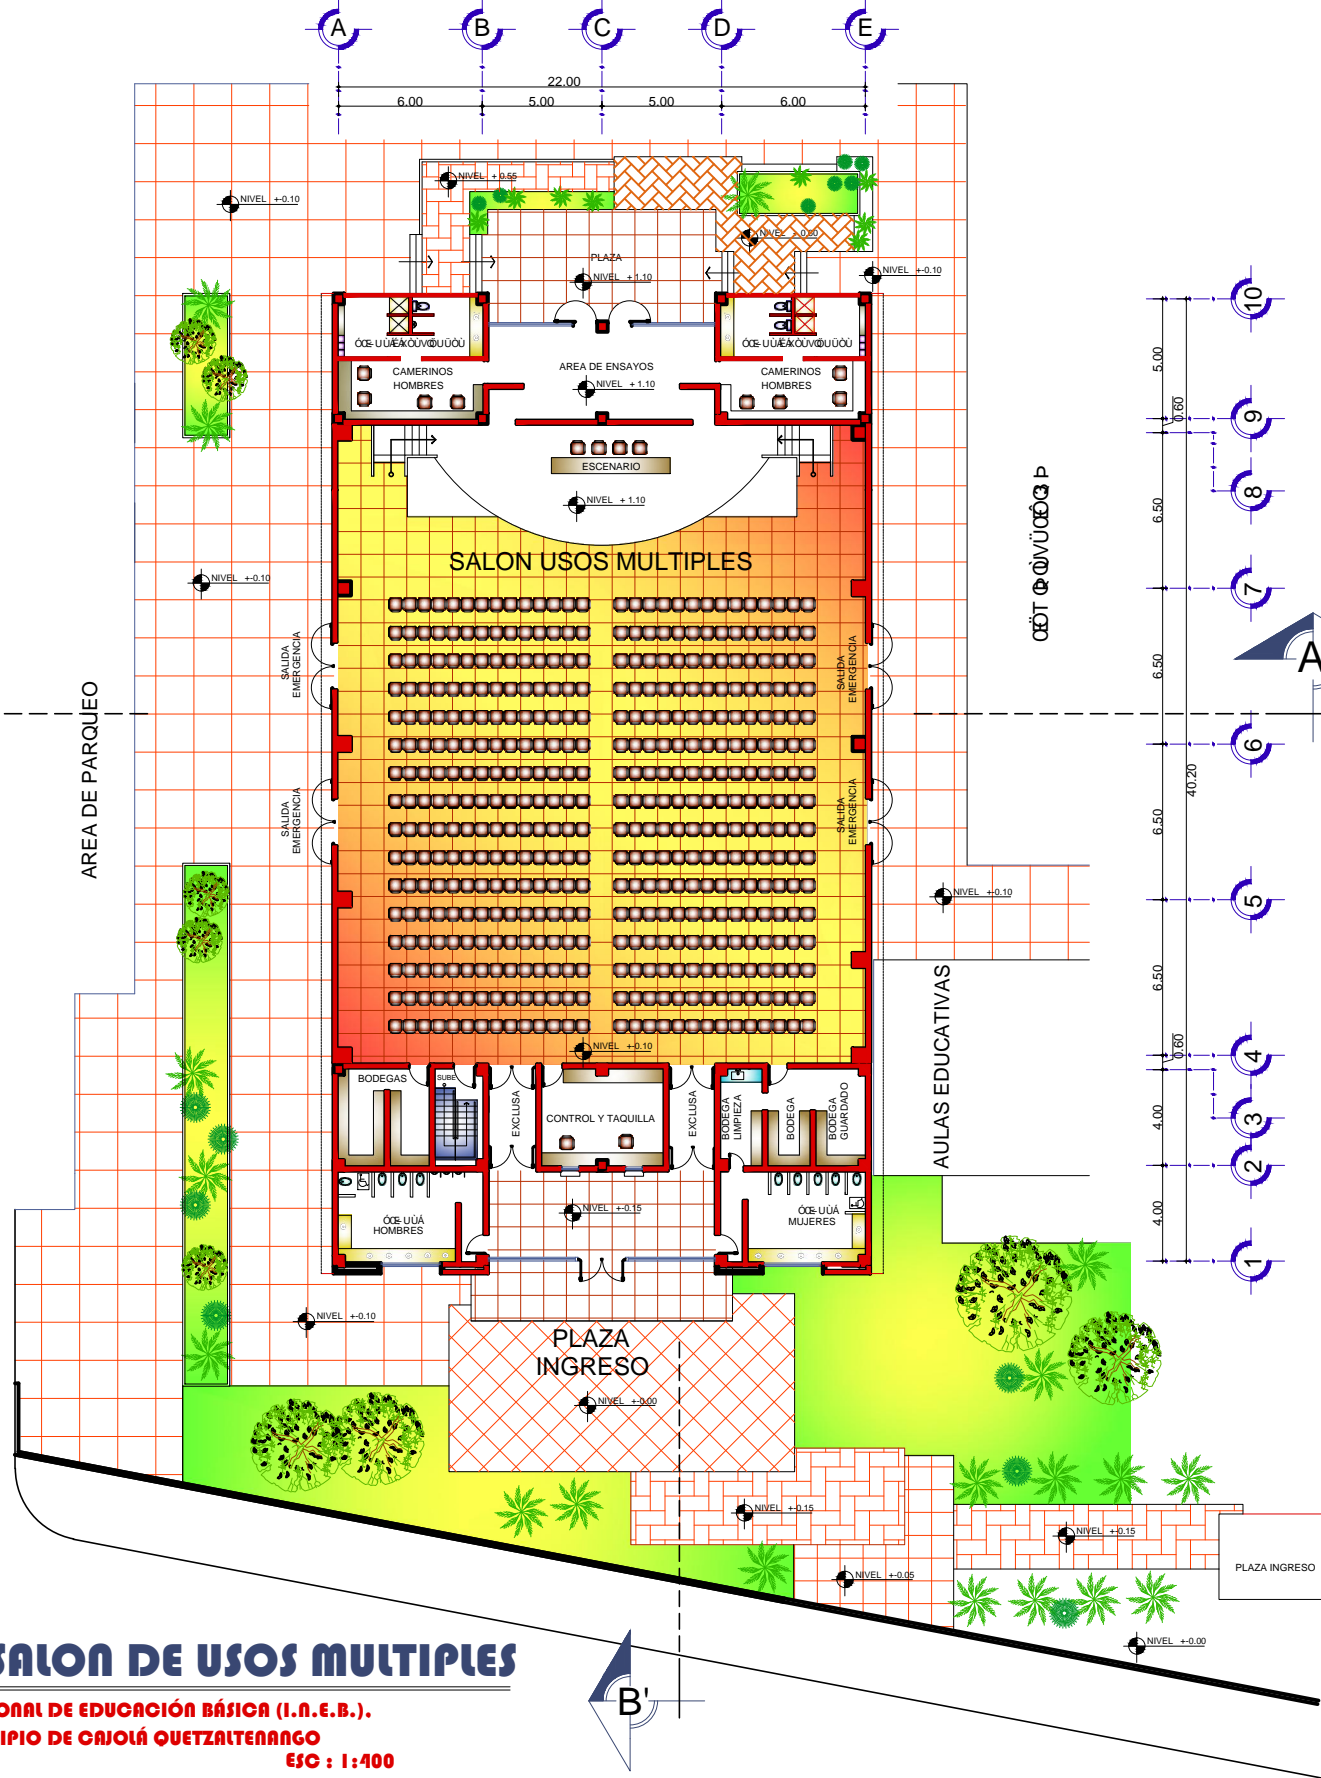 A B C D E
22.00
6.00 5.00 5.00 6.00
NIVEL + 0.55
NIVEL +-0.10
PLAZA
NIVEL + 1.10
NIVEL +-0.10
10
9
8
7
6
5
4
3
2
1
5.00
0.60
6.50
6.50
6.50
6.50
0.60
4.00
4.00
40.20
AREA DE ENSAYOS
NIVEL + 1.10
CAMERINOS
HOMBRES
CAMERINOS
HOMBRES
ESCENARIO
NIVEL + 1.10
SALON USOS MULTIPLES
NIVEL +-0.10
SALIDA
EMERGENCIA
SALIDA
EMERGENCIA
SALIDA
EMERGENCIA
SALIDA
EMERGENCIA
AREA DE PARQUEO
A
NIVEL +-0.10
AULAS EDUCATIVAS
NIVEL +-0.10
BODEGAS
SUBE
EXCLUSA
CONTROL Y TAQUILLA
EXCLUSA
BODEGA
LIMPIEZA
BODEGA
BODEGA
GUARDADO
HOMBRES
NIVEL +-0.15
MUJERES
NIVEL +-0.10
PLAZA
INGRESO
NIVEL +-0.00
NIVEL +-0.15
NIVEL +-0.15
NIVEL +-0.05
PLAZA INGRESO
NIVEL +-0.00
SALON DE USOS MULTIPLES
ONAL DE EDUCACIÓN BÁSICA (I.N.E.B.).
IPIO DE CAJOLÁ QUETZALTENANGO
ESC : 1:400
B'